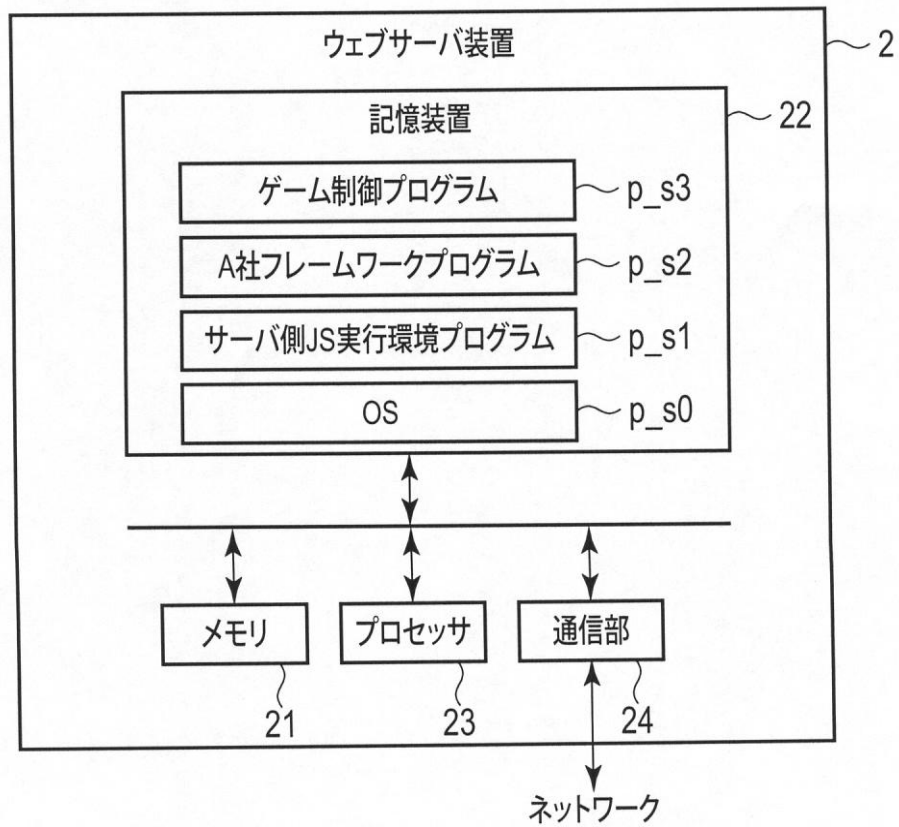 ウェブサーバ装置
2
記憶装置
22
ゲーム制御プログラム
p_s3
A社フレームワークプログラム
p_s2
サーバ側JS実行環境プログラム
p_s1
OS
p_s0
メモリ
プロセッサ
通信部
21
23
24
ネットワーク